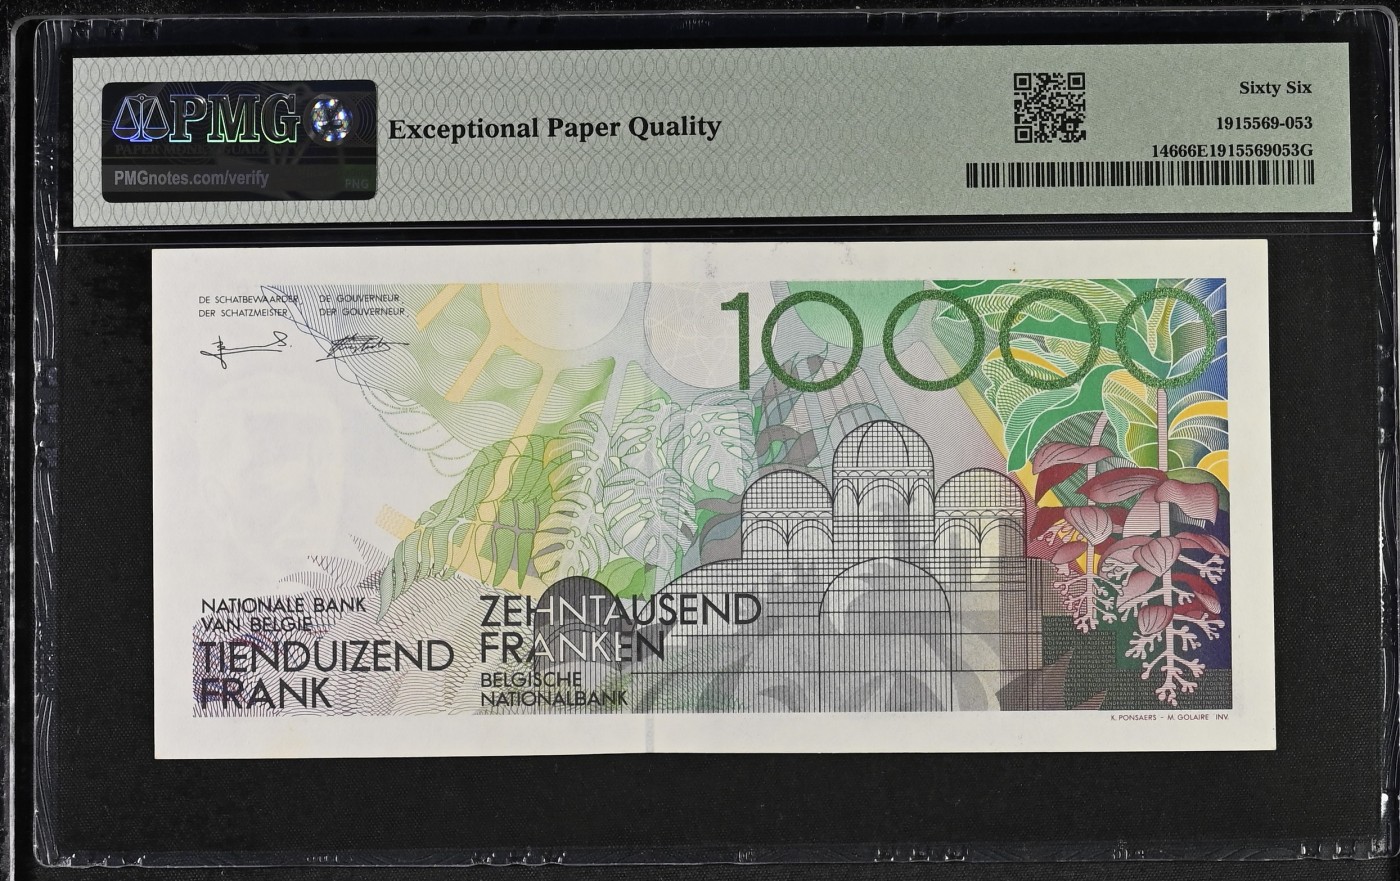 PMG
PMGnotes.com/verify
PNG
Exceptional Paper Quality
Sixty Six
1915569-053
14666E1915569053G
DE SCHATBEWAARDER
DER SCHATZMEISTER
DE GOUVERNEUR
DER GOUVERNEUR
10000
NATIONALE BANK
VAN BELGIE
TIENDUIZEND
FRANK
ZEHNTAUSEND
FRANKEN
BELGISCHE
NATIONALBANK
K. PONSAERS - M. GOLAIRE INV.